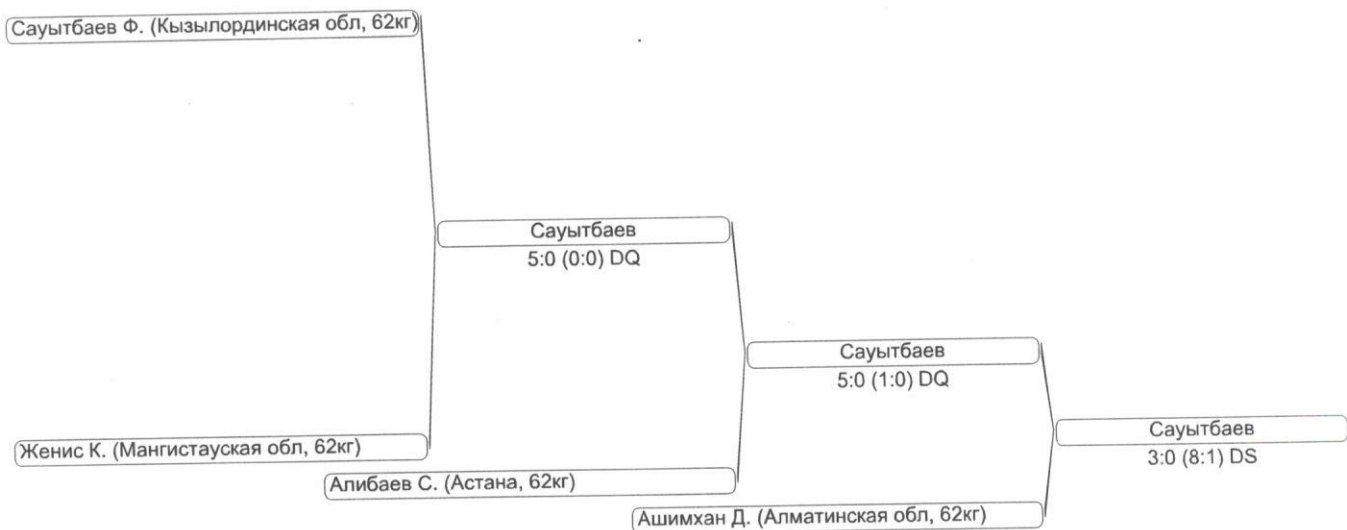 Сауытбаев Ф. (Кызылординская обл, 62кг)
Сауытбаев
5:0 (0:0) DQ
Сауытбаев
5:0 (1:0) DQ
Сауытбаев
3:0 (8:1) DS
Женис К. (Мангистауская обл, 62кг)
Алибаев С. (Астана, 62кг)
Ашимхан Д. (Алматинская обл, 62кг)